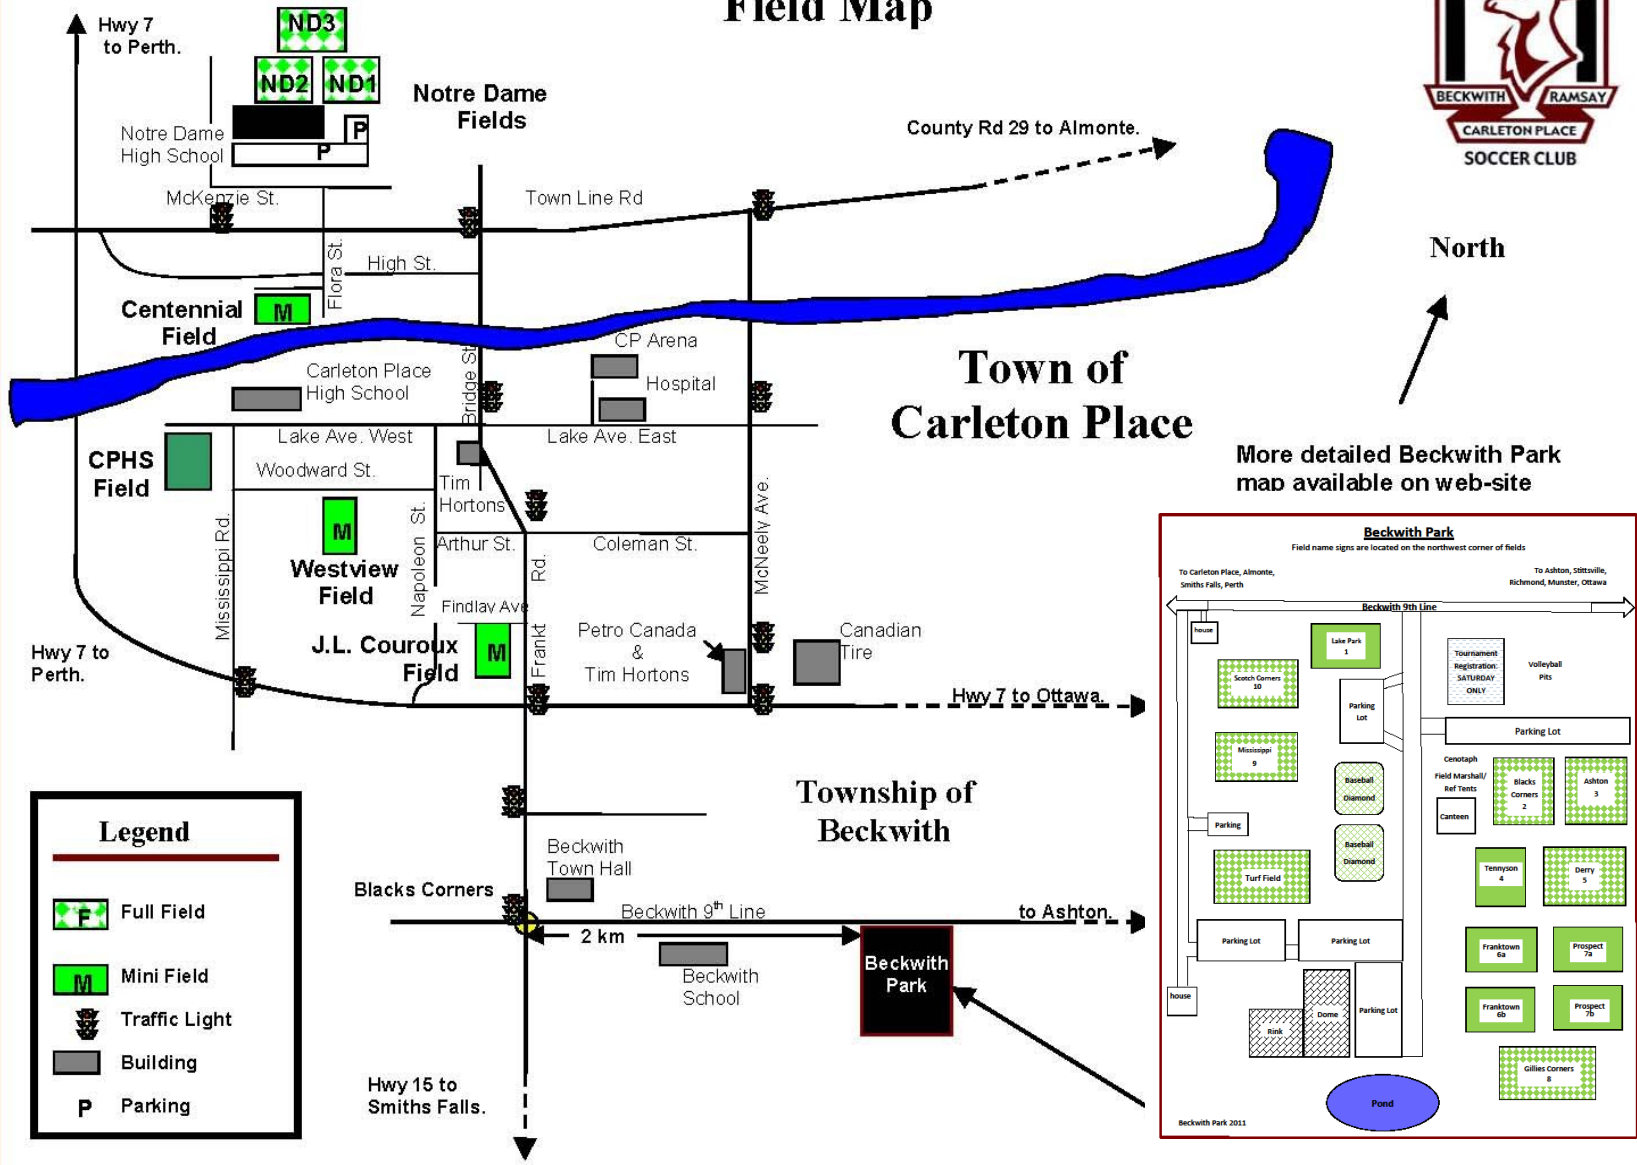 Field Map
Hwy 7
to Perth.
ND3
ND2
ND1
Notre Dame
Fields
Notre Dame
High School
P
P
McKenzie St.
Town Line Rd
County Rd 29 to Almonte.
BECKWITH
RAMSAY
CARLETON PLACE
SOCCER CLUB
North
Flora St.
High St.
Centennial
Field
M
CP Arena
Hospital
Carleton Place
High School
Bridge St.
Town of
Carleton Place
Lake Ave. West
Lake Ave. East
CPHS
Field
Woodward St.
Tim
Hortons
More detailed Beckwith Park
map available on web-site
M
Westview
Field
Mississippi Rd.
Napoleon St.
Arthur St.
Coleman St.
McNeely Ave.
Frankt Rd.
Findlay Ave
J.L. Couroux
Field
M
Petro Canada
&
Tim Hortons
Canadian
Tire
Hwy 7 to
Perth.
Hwy 7 to Ottawa.
Township of
Beckwith
Beckwith
Town Hall
Blacks Corners
Beckwith 9th Line
to Ashton.
2 km
Beckwith
School
Beckwith
Park
Hwy 15 to
Smiths Falls.
Legend
F
Full Field
M
Mini Field
Traffic Light
Building
P
Parking
Beckwith Park
Field name signs are located on the northwest corner of fields
To Carleton Place, Almonte,
Smiths Falls, Perth
To Ashton, Stittsville,
Richmond, Munster, Ottawa
Beckwith 9th Line
house
Lake Park
1
Tournament
Registration:
SATURDAY
ONLY
Volleyball
Pits
Scotch Corners
10
Parking
Lot
Parking Lot
Mississippi
9
Baseball
Diamond
Cenotaph
Field Marshall/
Ref Tents
Canteen
Blacks
Corners
2
Ashton
3
Parking
Baseball
Diamond
Turf Field
Tennyson
4
Derry
5
Parking Lot
Parking Lot
Franktown
6a
Prospect
7a
house
Rink
Dome
Parking Lot
Franktown
6b
Prospect
7b
Gillies Corners
8
Pond
Beckwith Park 2011